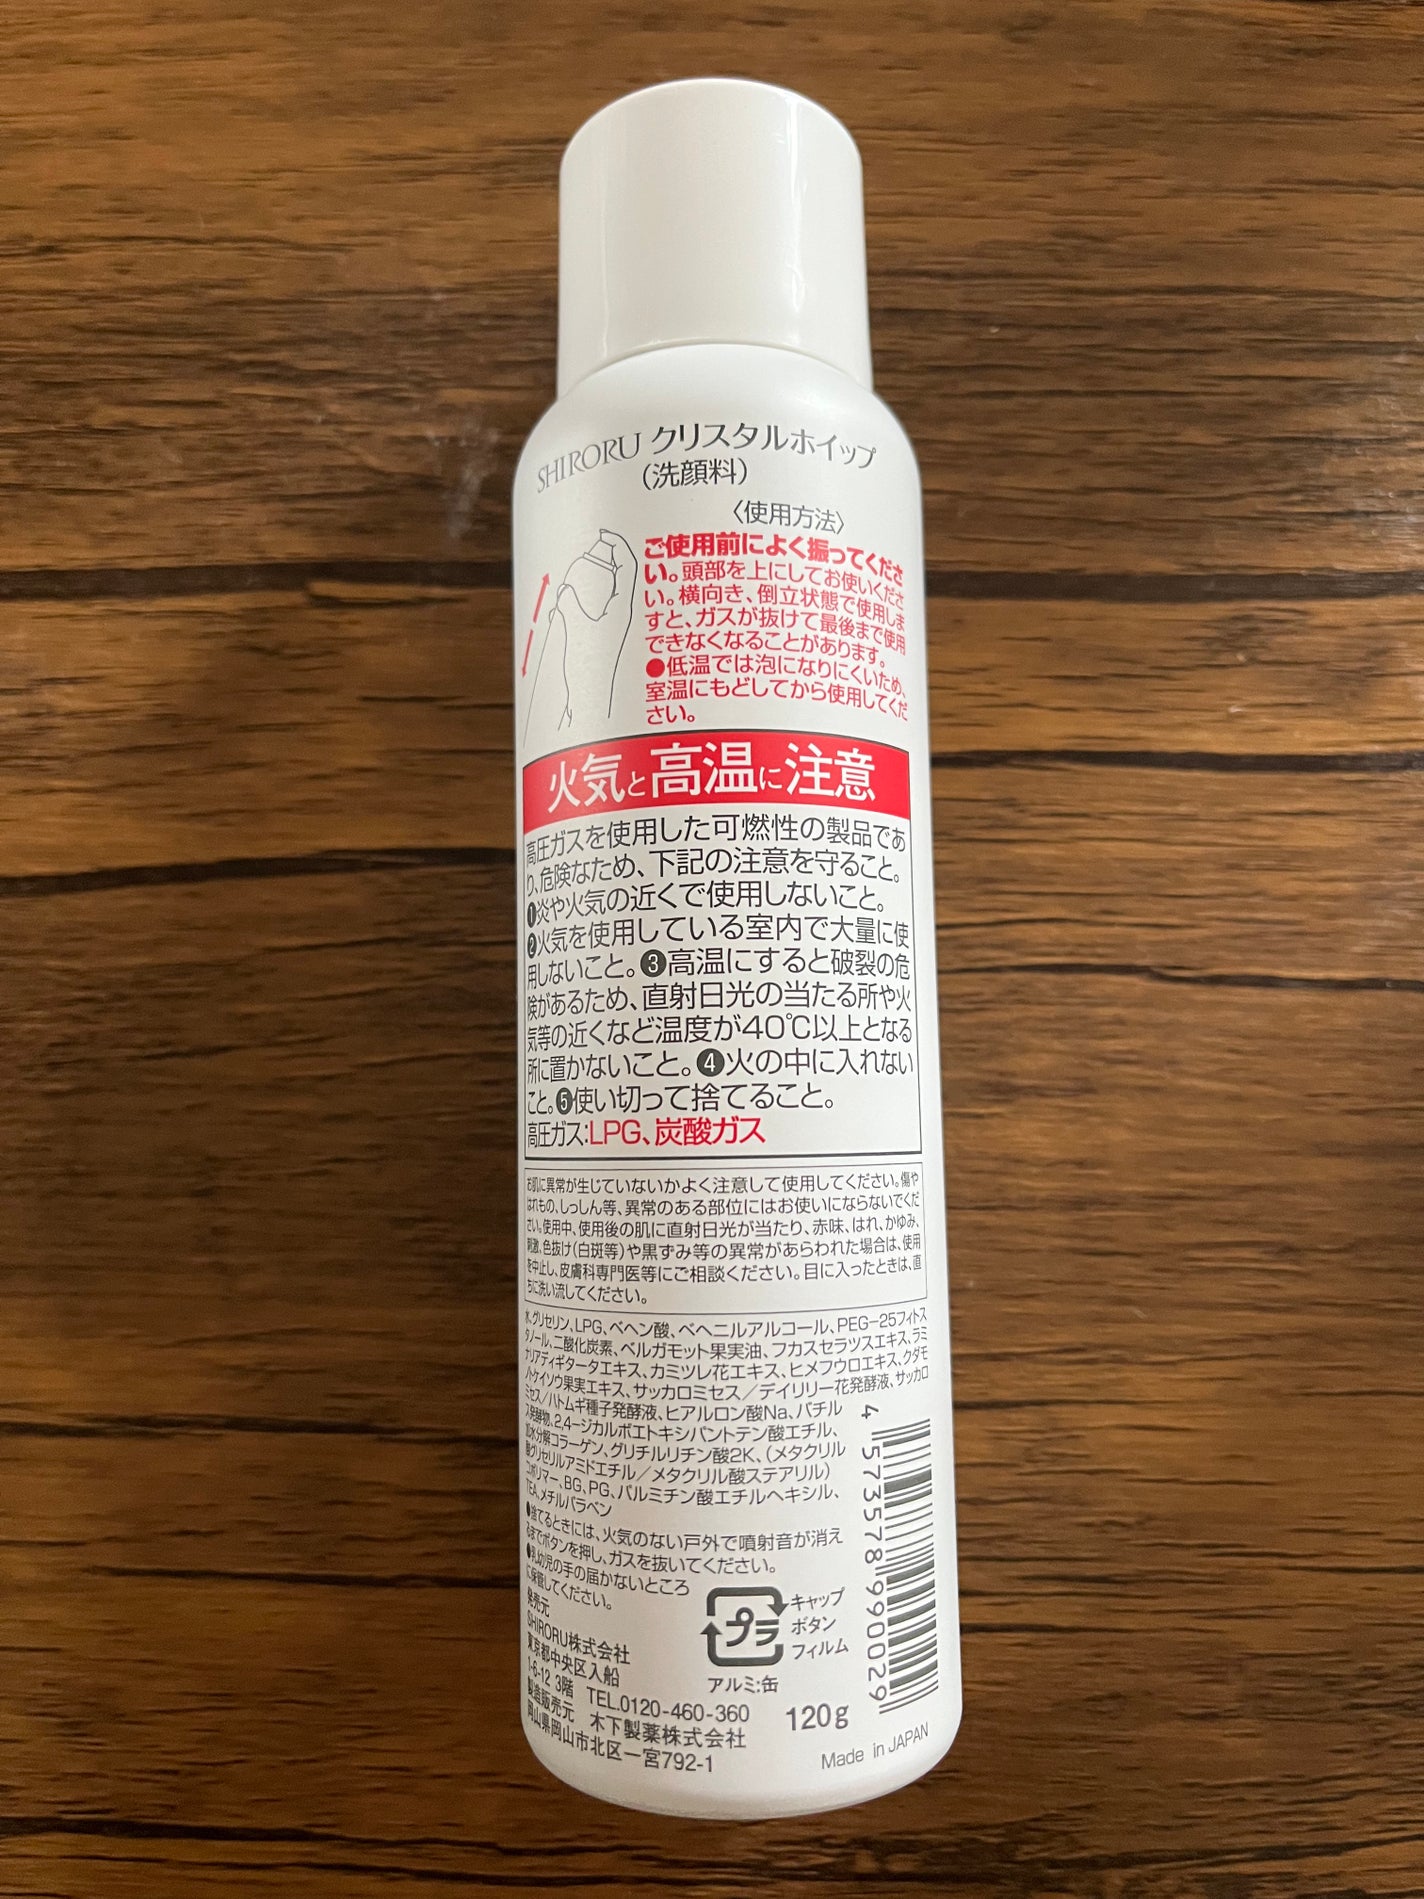 SHIRORU クリスタルホイップ
(洗顔料)
〈使用方法〉
ご使用前によく振ってくださ
い。頭部を上にしてお使いくださ
い。横向き、倒立状態で使用しま
すと、ガスが抜けて最後まで使用
できなくなることがあります。
●低温では泡になりにくいため、
室温にもどしてから使用してくだ
さい。
火気と高温に注意
高圧ガスを使用した可燃性の製品であ
り、危険なため、下記の注意を守ること。
❶炎や火気の近くで使用しないこと。
❷火気を使用している室内で大量に使
用しないこと。❸高温にすると破裂の危
険があるため、直射日光の当たる所や火
気等の近くなど温度が40℃以上となる
所に置かないこと。❹火の中に入れない
こと。❺使い切って捨てること。
高圧ガス:LPG、炭酸ガス
お肌に異常が生じていないかよく注意して使用してください。傷や
はれもの、しっしん等、異常のある部位にはお使いにならないでくだ
さい。使用中、使用後の肌に直射日光が当たり、赤味、はれ、かゆみ、
刺激、色抜け(白斑等)や黒ずみ等の異常があらわれた場合は、使用
を中止し、皮膚科専門医等にご相談ください。目に入ったときは、直
ちに洗い流してください。
水、グリセリン、LPG、ベヘン酸、ベヘニルアルコール、PEG-25フィトス
タノール、二酸化炭素、ベルガモット果実油、フカスセラツスエキス、ラミ
ナリアディギタータエキス、カミツレ花エキス、ヒメフウロエキス、クダモ
ノトケイソウ果実エキス、サッカロミセス/デイリリー花発酵液、サッカロ
ミセス/ハトムギ種子発酵液、ヒアルロン酸Na、バチル
ス発酵物、2,4-ジカルボエトキシパントテン酸エチル、
加水分解コラーゲン、グリチルリチン酸2K、(メタクリル
酸グリセリルアミドエチル/メタクリル酸ステアリル)
コポリマー、BG、PG、パルミチン酸エチルヘキシル、
TEA、メチルパラベン
●捨てるときには、火気のない戸外で噴射音が消え
るまでボタンを押し、ガスを抜いてください。
●乳幼児の手の届かないところ
に保管してください。
発売元
SHIRORU株式会社
東京都中央区入船
1-6-12 3階 TEL.0120-460-360
製造販売元 木下製薬株式会社
岡山県岡山市北区一宮792-1
プラ
キャップ
ボタン
フィルム
アルミ:缶
120g
4 573578 990029
Made in JAPAN